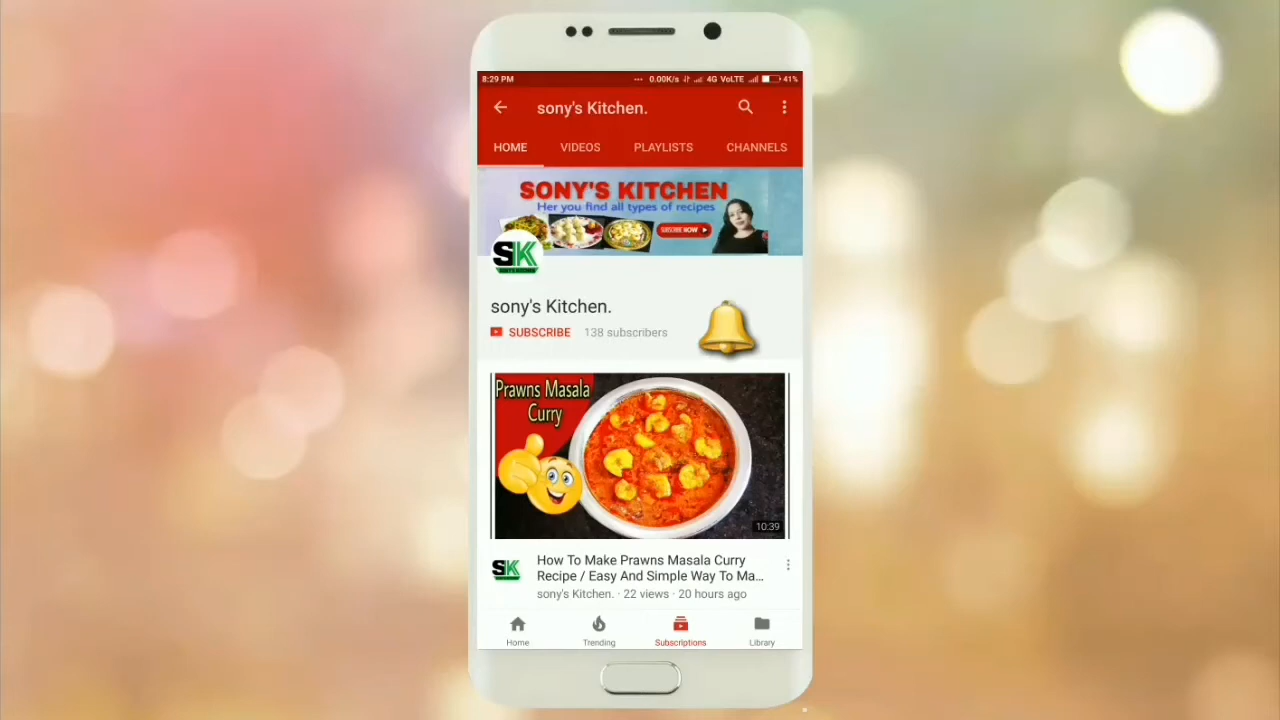 8:29 PM
... 0.00K/s 4G VoLTE 41%
sony's Kitchen.
HOME VIDEOS PLAYLISTS CHANNELS
SONY'S KITCHEN
Her you find all types of recipes
SUBSCRIBE NOW
SK
SONY'S KITCHEN
sony's Kitchen.
SUBSCRIBE 138 subscribers
Prawns Masala
Curry
10:39
SK
How To Make Prawns Masala Curry
Recipe / Easy And Simple Way To Ma...
sony's Kitchen. · 22 views · 20 hours ago
Home Trending Subscriptions Library